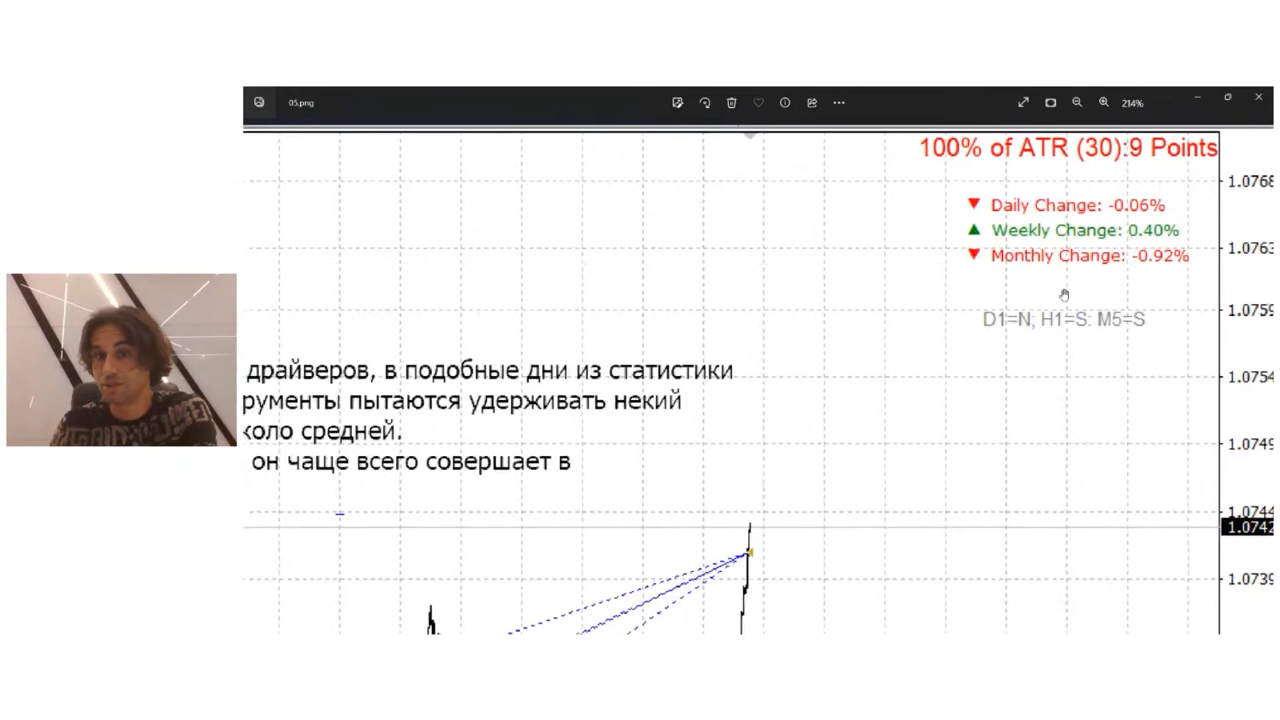 05.png
214%
100% of ATR (30):9 Points
1.0768
Daily Change: -0.06%
Weekly Change: 0.40%
1.0763
Monthly Change: -0.92%
1.0759
D1=N; H1=S: M5=S
драйверов, в подобные дни из статистики
1.0754
рументы пытаются удерживать некий
коло средней.
1.0749
он чаще всего совершает в
1.0744
1.0742
1.0739